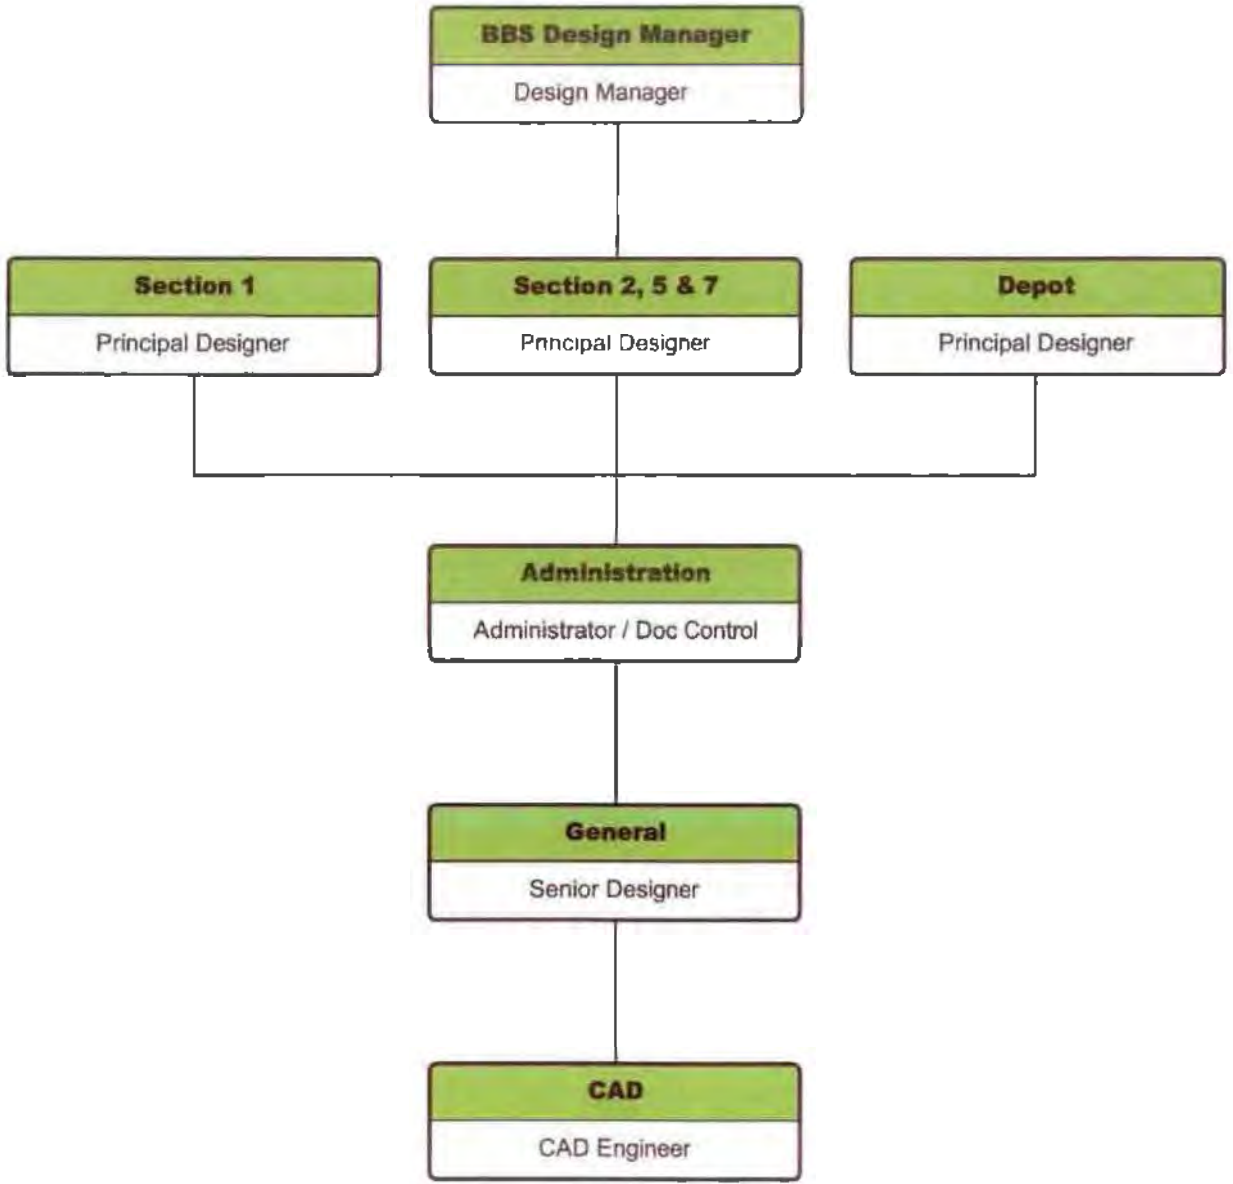 BBS Design Manager
Design Manager
Section 1
Principal Designer
Section 2, 5 & 7
Principal Designer
Depot
Principal Designer
Administration
Administrator / Doc Control
General
Senior Designer
CAD
CAD Engineer